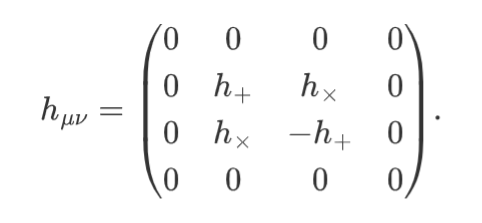 h_{\mu\nu} = \begin{pmatrix} 0 & 0 & 0 & 0 \\ 0 & h_+ & h_\times & 0 \\ 0 & h_\times & -h_+ & 0 \\ 0 & 0 & 0 & 0 \end{pmatrix}.